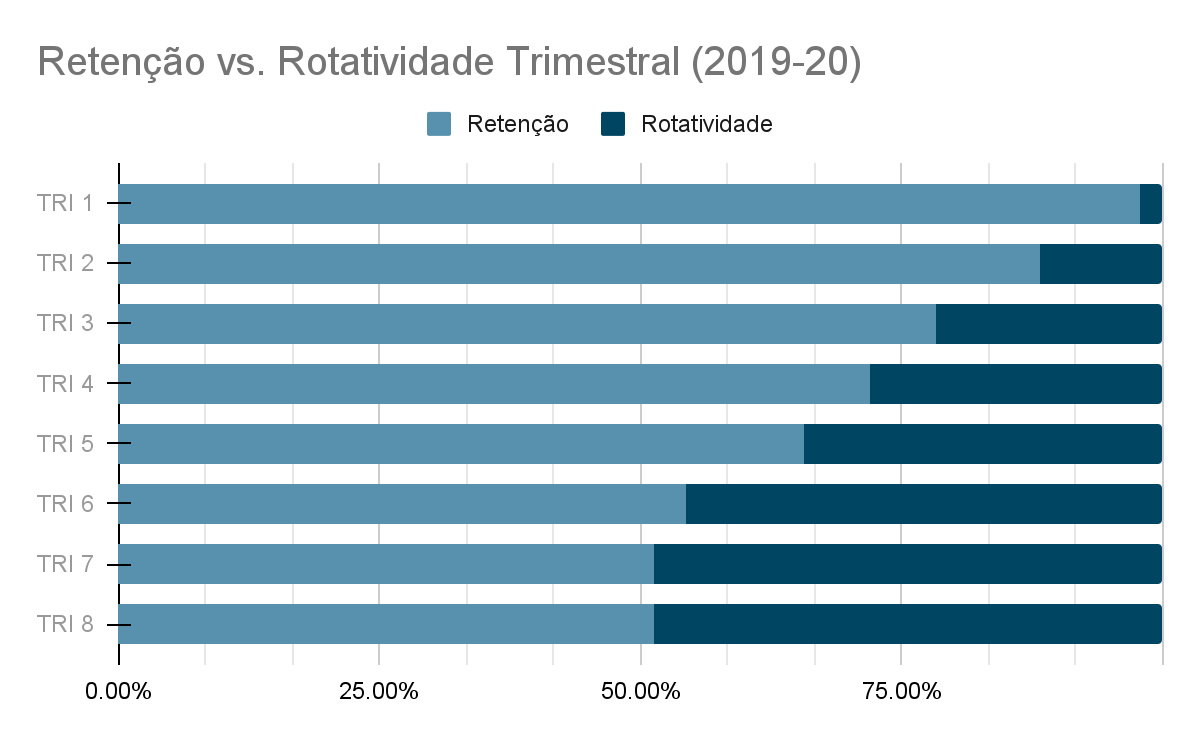 Retenção vs. Rotatividade Trimestral (2019-20)
Retenção Rotatividade
TRI 1
TRI 2
TRI 3
TRI 4
TRI 5
TRI 6
TRI 7
TRI 8
0.00% 25.00% 50.00% 75.00%